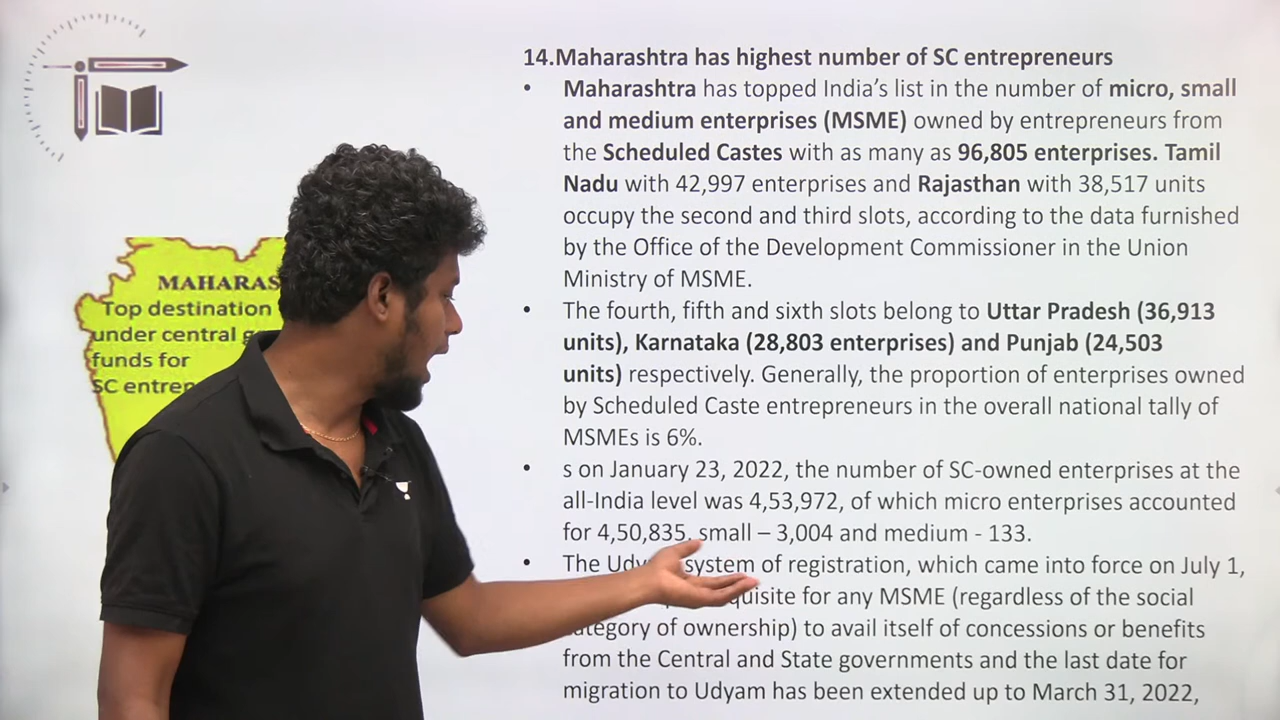 14.Maharashtra has highest number of SC entrepreneurs
• Maharashtra has topped India’s list in the number of micro, small
and medium enterprises (MSME) owned by entrepreneurs from
the Scheduled Castes with as many as 96,805 enterprises. Tamil
Nadu with 42,997 enterprises and Rajasthan with 38,517 units
occupy the second and third slots, according to the data furnished
by the Office of the Development Commissioner in the Union
Ministry of MSME.
• The fourth, fifth and sixth slots belong to Uttar Pradesh (36,913
units), Karnataka (28,803 enterprises) and Punjab (24,503
units) respectively. Generally, the proportion of enterprises owned
by Scheduled Caste entrepreneurs in the overall national tally of
MSMEs is 6%.
• s on January 23, 2022, the number of SC-owned enterprises at the
all-India level was 4,53,972, of which micro enterprises accounted
for 4,50,835, small – 3,004 and medium - 133.
• The system of registration, which came into force on July 1,
for any MSME (regardless of the social
of ownership) to avail itself of concessions or benefits
from the Central and State governments and the last date for
migration to Udyam has been extended up to March 31, 2022,
Top destination
under central
funds for
SC